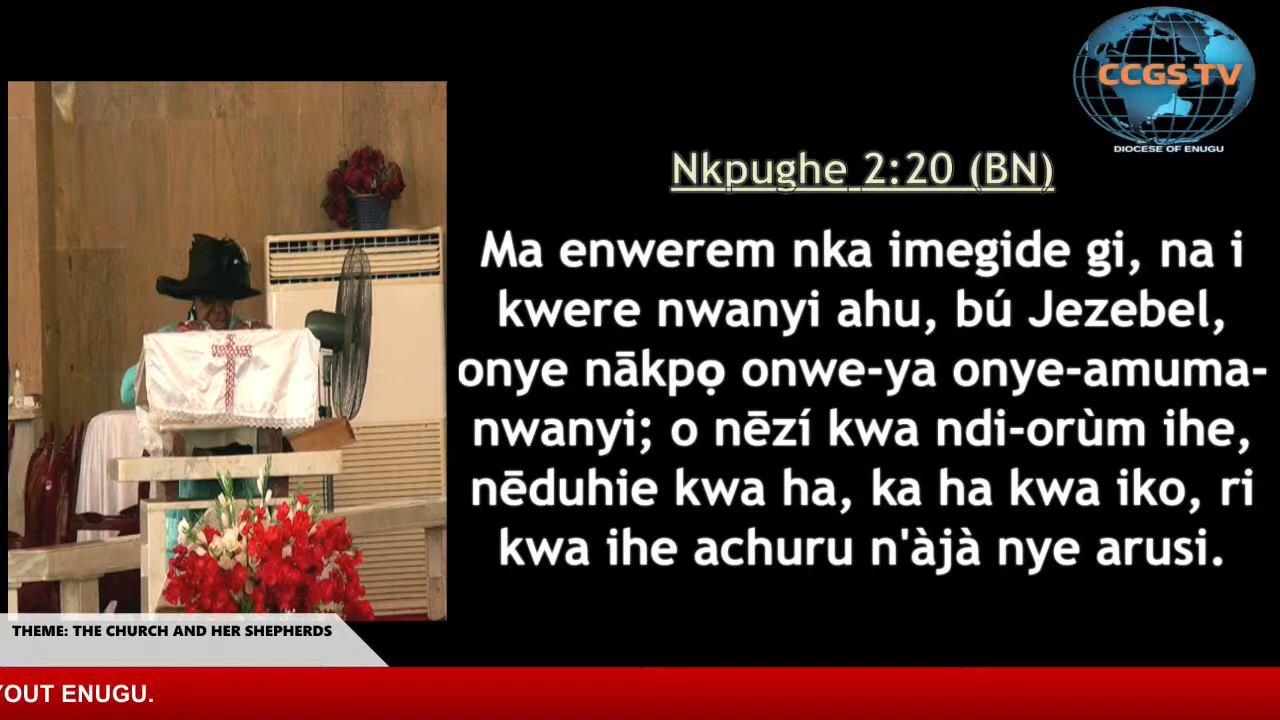 CCGS TV
DIOCESE OF ENUGU
Nkpughe 2:20 (BN)
Ma enwerem nka imegide gi, na i
kwere nwanyi ahu, bú Jezebel,
onye nākpọ onwe-ya onye-amuma-
nwanyi; o nēzí kwa ndi-orùm ihe,
nēduhie kwa ha, ka ha kwa iko, ri
kwa ihe achuru n'àjà nye arusi.
THEME: THE CHURCH AND HER SHEPHERDS
YOUT ENUGU.